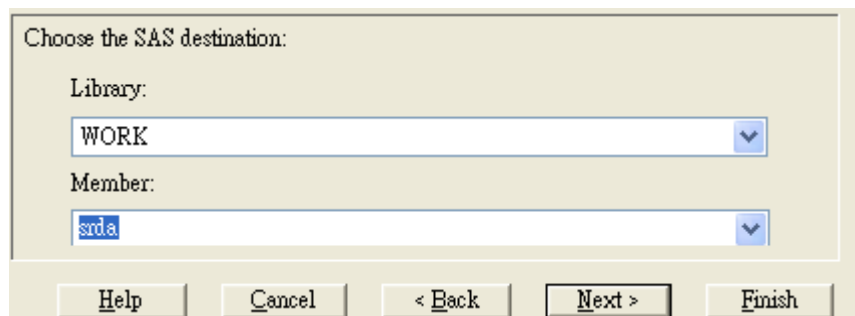 Choose the SAS destination:
Library:
WORK
Member:
srda
Help Cancel < Back Next > Finish